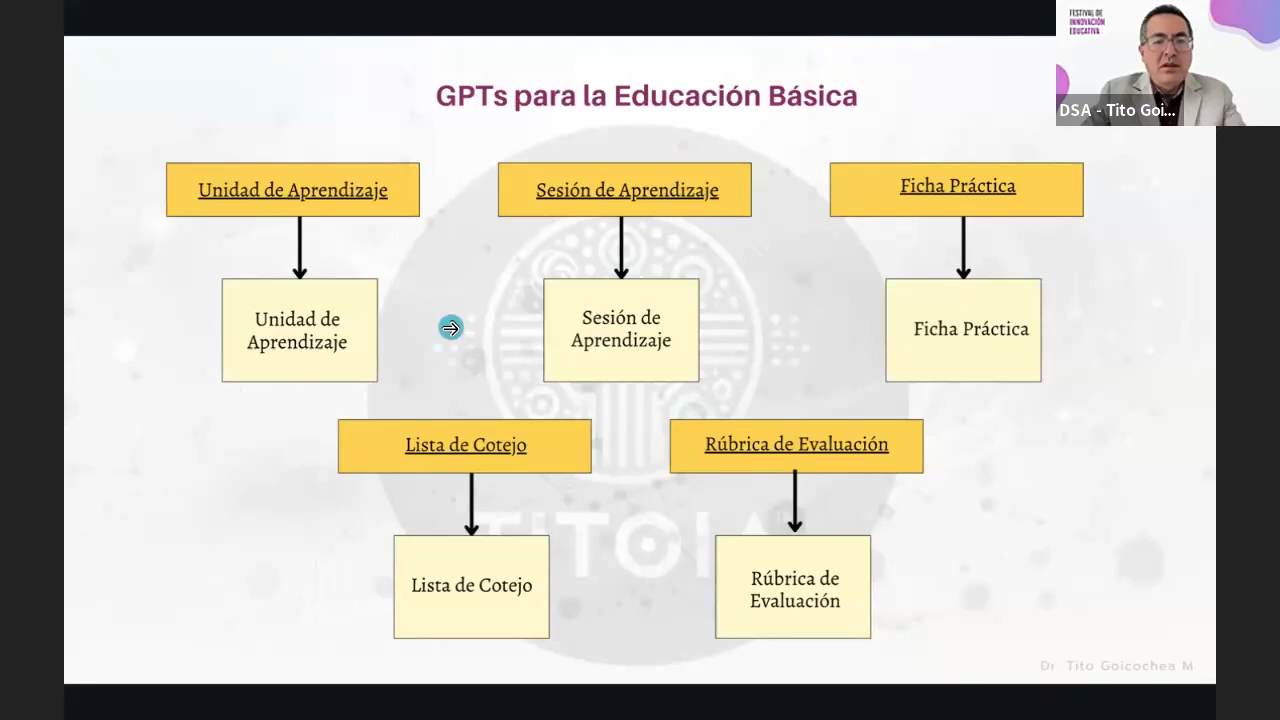 FESTIVAL DE
INNOVACIÓN
EDUCATIVA
DSA - Tito Goi...
GPTs para la Educación Básica
Unidad de Aprendizaje
Sesión de Aprendizaje
Ficha Práctica
Unidad de
Aprendizaje
Sesión de
Aprendizaje
Ficha Práctica
Lista de Cotejo
Rúbrica de Evaluación
TITOIA
Lista de Cotejo
Rúbrica de
Evaluación
Dr. Tito Goicochea M